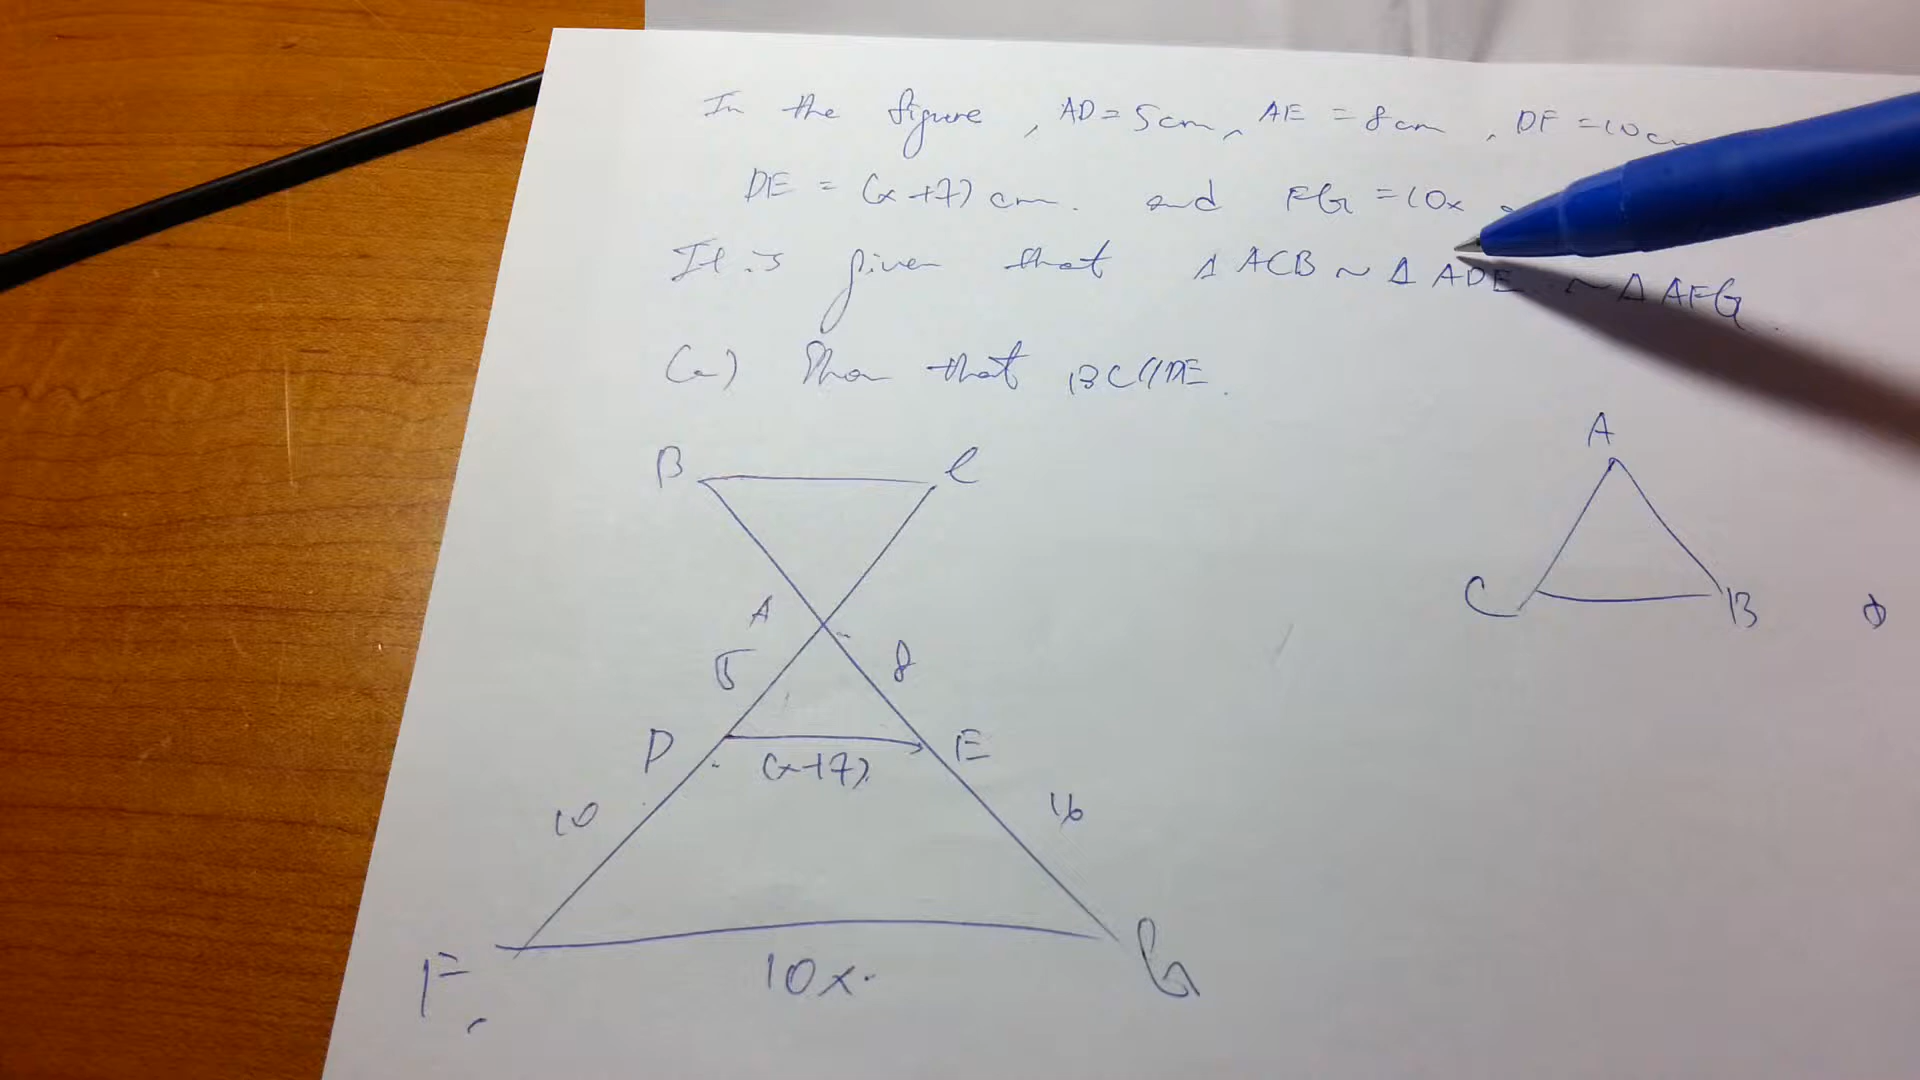 In the figure, AD = 5cm, AE = 8cm, DF = 10cm
DE = (x+7) cm. and FG = 10x
It is given that Δ ACB ~ Δ ADE ~ Δ AFG.
(a) Show that BC//DE.
B C
A
5 8
D E
(x+7)
10 16
F G
10x
A
C B